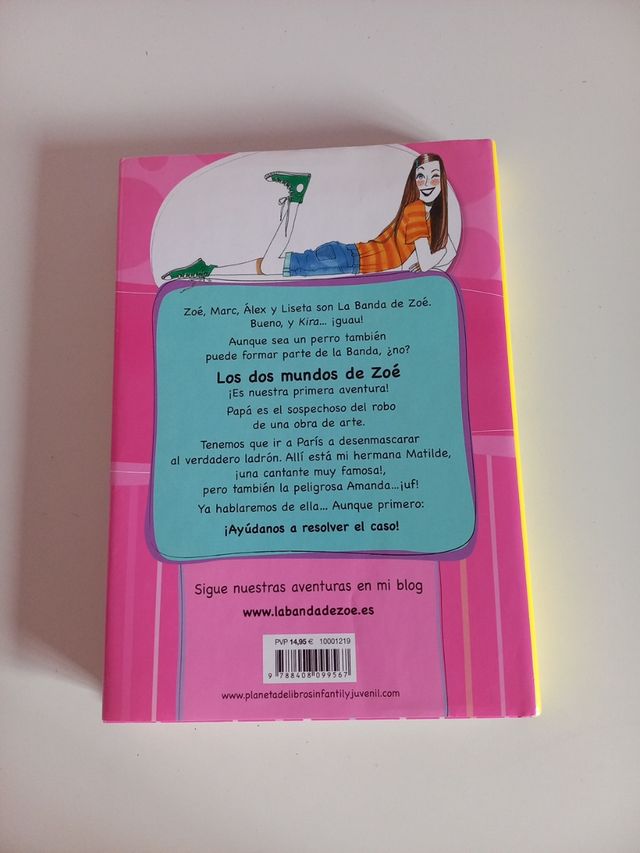 Zoé, Marc, Álex y Liseta son La Banda de Zoé.
Bueno, y Kira... ¡guau!
Aunque sea un perro también
puede formar parte de la Banda, ¿no?
Los dos mundos de Zoé
¡Es nuestra primera aventura!
Papá es el sospechoso del robo
de una obra de arte.
Tenemos que ir a París a desenmascarar
al verdadero ladrón. Allí está mi hermana Matilde,
¡una cantante muy famosa!,
pero también la peligrosa Amanda...¡uf!
Ya hablaremos de ella... Aunque primero:
¡Ayúdanos a resolver el caso!
Sigue nuestras aventuras en mi blog
www.labandadezoe.es
PVP 14,95 € 10001219
9 788408 099567
www.planetadelibrosinfantilyjuvenil.com